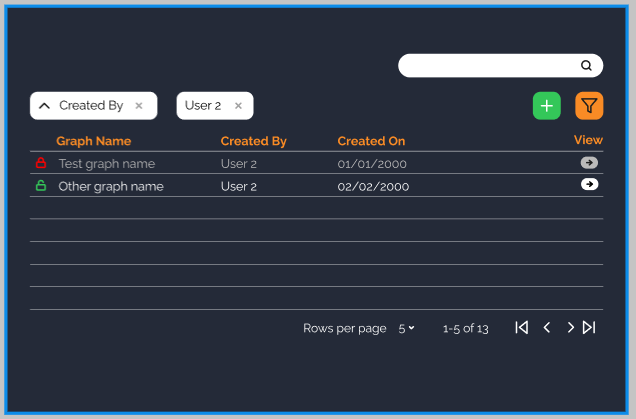 Created By
User 2
Graph Name Created By Created On View
Test graph name User 2 01/01/2000
Other graph name User 2 02/02/2000
Rows per page 5 1-5 of 13